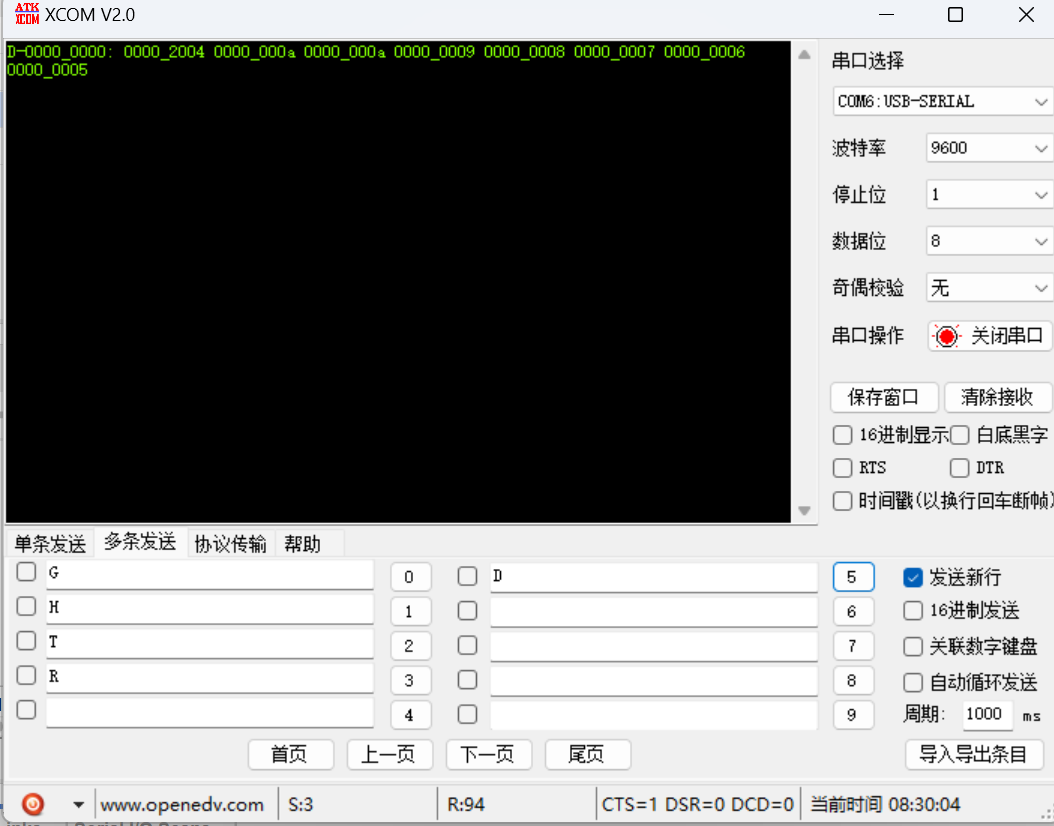 ATK XCOM XCOM V2.0
D-0000_0000: 0000_2004 0000_000a 0000_000a 0000_0009 0000_0008 0000_0007 0000_0006
0000_0005
串口选择
COM6:USB-SERIAL
波特率 9600
停止位 1
数据位 8
奇偶校验 无
串口操作 关闭串口
保存窗口 清除接收
16进制显示 白底黑字
RTS DTR
时间戳(以换行回车断帧)
单条发送 多条发送 协议传输 帮助
G 0 D 5 发送新行
H 1 6 16进制发送
T 2 7 关联数字键盘
R 3 8 自动循环发送
4 9 周期: 1000 ms
首页 上一页 下一页 尾页 导入导出条目
www.openedv.com S:3 R:94 CTS=1 DSR=0 DCD=0 当前时间 08:30:04